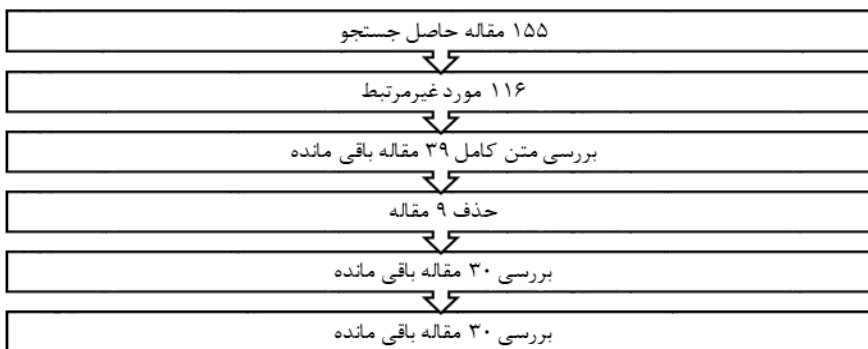 ۱۵۵ مقاله حاصل جستجو
۱۱۶ مورد غیرمرتبط
بررسی متن کامل ۳۹ مقاله باقی مانده
حذف ۹ مقاله
بررسی ۳۰ مقاله باقی مانده
بررسی ۳۰ مقاله باقی مانده